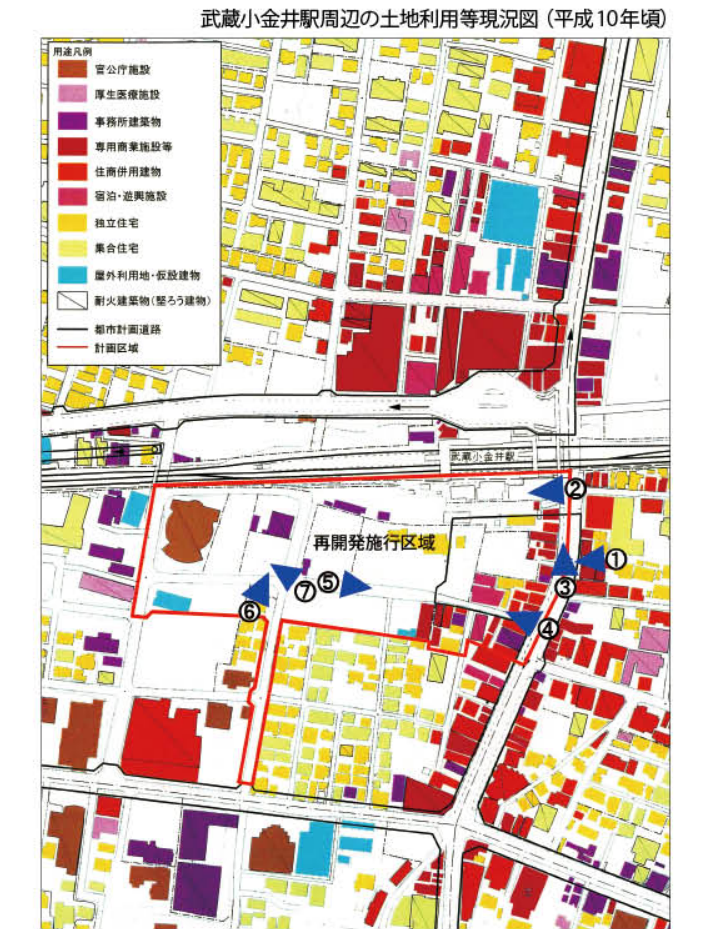 武蔵小金井駅周辺の土地利用等現況図（平成10年頃）
用途凡例
官公庁施設
厚生医療施設
事務所建築物
専用商業施設等
住商併用建物
宿泊・遊興施設
独立住宅
集合住宅
屋外利用地・仮設建物
耐火建築物(堅ろう建物)
都市計画道路
計画区域
武蔵小金井駅
②
再開発施行区域
①
③
⑤
⑦
⑥
④